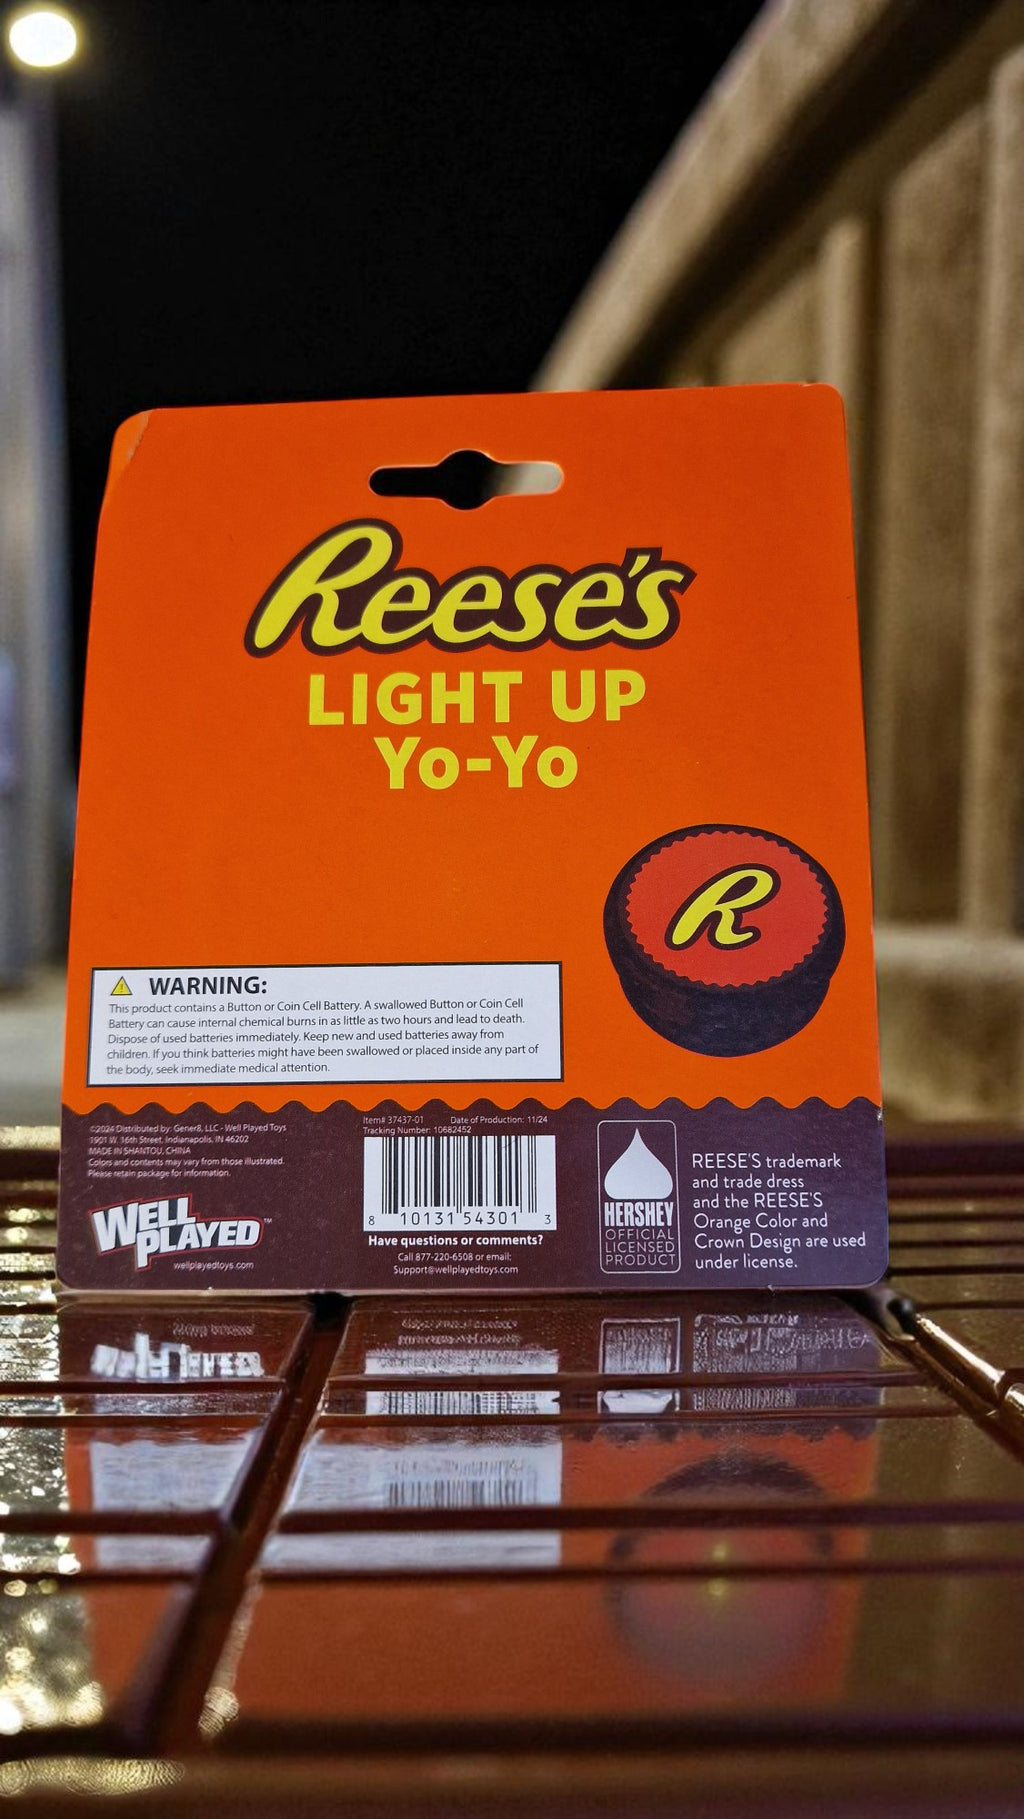 Reese's
LIGHT UP
Yo-Yo
R
WARNING:
This product contains a Button or Coin Cell Battery. A swallowed Button or Coin Cell
Battery can cause internal chemical burns in as little as two hours and lead to death.
Dispose of used batteries immediately. Keep new and used batteries away from
children. If you think batteries might have been swallowed or placed inside any part of
the body, seek immediate medical attention.
©2024 Distributed by: Gener8, LLC - Well Played Toys
1901 W. 16th Street, Indianapolis, IN 46202
MADE IN SHANTOU, CHINA
Colors and contents may vary from those illustrated.
Please retain package for information.
WELL
PLAYED™
wellplayedtoys.com
Item# 37437-01 Date of Production: 11/24
Tracking Number: 10682452
8 10131 54301 3
Have questions or comments?
Call 877-220-6508 or email:
Support@wellplayedtoys.com
HERSHEY
OFFICIAL
LICENSED
PRODUCT
REESE'S trademark
and trade dress
and the REESE'S
Orange Color and
Crown Design are used
under license.